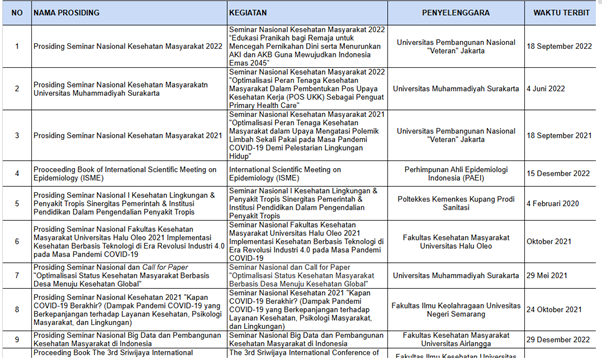 NO NAMA PROSIDING KEGIATAN PENYELENGGARA WAKTU TERBIT
1
Prosiding Seminar Nasional Kesehatan Masyarakat 2022
Seminar Nasional Kesehatan Masyarakat 2022
"Edukasi Pranikah bagi Remaja untuk
Mencegah Pernikahan Dini serta Menurunkan
AKI dan AKB Guna Mewujudkan Indonesia
Emas 2045"
Universitas Pembangunan Nasional
"Veteran" Jakarta
18 September 2022
2
Prosiding Seminar Nasional Kesehatan Masyarakatn
Universitas Muhammadiyah Surakarta
Seminar Nasional Kesehatan Masyarakat 2022
"Optimalisasi Peran Tenaga Kesehatan
Masyarakat Dalam Pembentukan Pos Upaya
Kesehatan Kerja (POS UKK) Sebagai Penguat
Primary Health Care"
Universitas Muhammadiyah Surakarta
4 Juni 2022
3
Prosiding Seminar Nasional Kesehatan Masyarakat 2021
Seminar Nasional Kesehatan Masyarakat 2021
"Optimalisasi Peran Tenaga Kesehatan
Masyarakat dalam Upaya Mengatasi Polemik
Limbah Sekali Pakai pada Masa Pandemi
COVID-19 Demi Pelestarian Lingkungan
Hidup"
Universitas Pembangunan Nasional
"Veteran" Jakarta
18 September 2021
4
Prooceeding Book of International Scientific Meeting on
Epidemiology (ISME)
International Scientific Meeting on
Epidemiology (ISME)
Perhimpunan Ahli Epidemiologi
Indonesia (PAEI)
15 Desember 2022
5
Prosiding Seminar Nasional I Kesehatan Lingkungan &
Penyakit Tropis Sinergitas Pemerintah & Institusi
Pendidikan Dalam Pengendalian Penyakit Tropis
Seminar Nasional I Kesehatan Lingkungan &
Penyakit Tropis Sinergitas Pemerintah &
Institusi Pendidikan Dalam Pengendalian
Penyakit Tropis
Poltekkes Kemenkes Kupang Prodi
Sanitasi
4 Februari 2020
6
Prosiding Seminar Nasional Fakultas Kesehatan
Masyarakat Universitas Halu Oleo 2021 Implementasi
Kesehatan Berbasis Teknologi di Era Revolusi Industri 4.0
pada Masa Pandemi COVID-19
Seminar Nasional Fakultas Kesehatan
Masyarakat Universitas Halu Oleo 2021
Implementasi Kesehatan Berbasis Teknologi di
Era Revolusi Industri 4.0 pada Masa Pandemi
COVID-19
Fakultas Kesehatan Masyarakat
Universitas Halu Oleo
Oktober 2021
7
Prosiding Seminar Nasional dan Call for Paper
"Optimalisasi Status Kesehatan Masyarakat Berbasis
Desa Menuju Kesehatan Global"
Seminar Nasional dan Call for Paper
"Optimalisasi Status Kesehatan Masyarakat
Berbasis Desa Menuju Kesehatan Global"
Universitas Muhammadiyah Surakarta
29 Mei 2021
8
Prosiding Seminar Nasional Kesehatan 2021 "Kapan
COVID-19 Berakhir? (Dampak Pandemi COVID-19 yang
Berkepanjangan terhadap Layanan Kesehatan, Psikologi
Masyarakat, dan Lingkungan)
Seminar Nasional Kesehatan 2021 "Kapan
COVID-19 Berakhir? (Dampak Pandemi
COVID-19 yang Berkepanjangan terhadap
Layanan Kesehatan, Psikologi Masyarakat,
dan Lingkungan)
Fakultas Ilmu Keolahragaan Univesitas
Negeri Semarang
24 Oktober 2021
9
Prosiding Seminar Nasional Big Data dan Pembangunan
Kesehatan Masyarakat di Indonesia
Seminar Nasional Big Data dan Pembangunan
Kesehatan Masyarakat di Indonesia
Fakultas Kesehatan Masyarakat
Universitas Airlangga
29 Desember 2022
Proceeding Book The 3rd Sriwijaya International
The 3rd Sriwijaya International Conference of